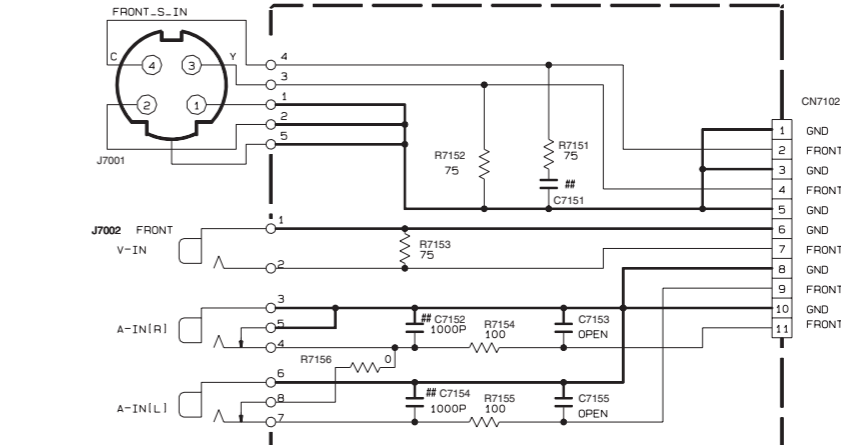 FRONT_S_IN
C
4
3
Y
2
1
J7001
4
3
1
2
5
R7152
75
R7151
75
##
C7151
CN7102
1 GND
2 FRONT
3 GND
4 FRONT
5 GND
6 GND
7 FRONT
8 GND
9 FRONT
10 GND
11 FRONT
J7002 FRONT
V-IN
1
2
R7153
75
A-IN(R)
3
5
4
## C7152
1000P
R7154
100
C7153
OPEN
R7156
0
A-IN(L)
6
8
7
## C7154
1000P
R7155
100
C7155
OPEN